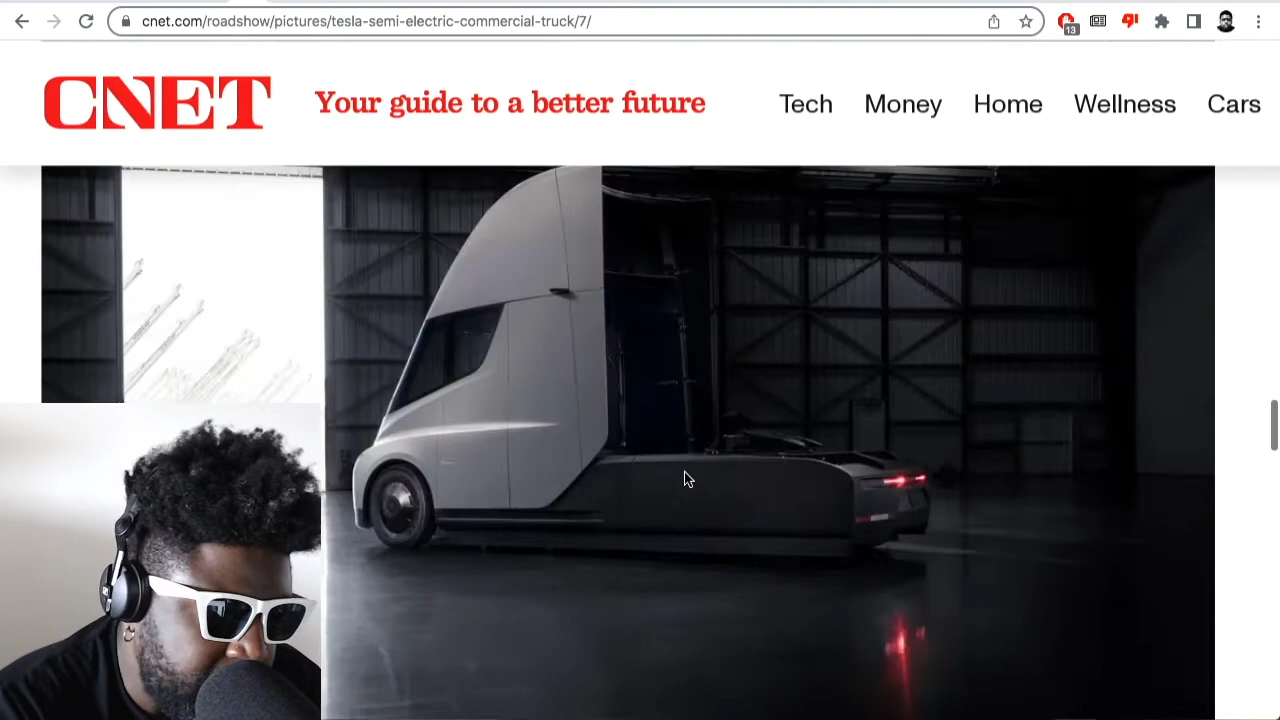 cnet.com/roadshow/pictures/tesla-semi-electric-commercial-truck/7/
13
CNET
Your guide to a better future
Tech Money Home Wellness Cars